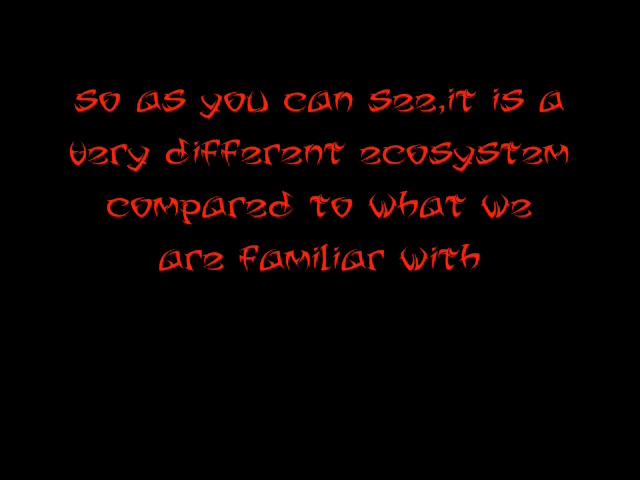 so as you can see,it is a
very different ecosystem
compared to what we
are familiar with